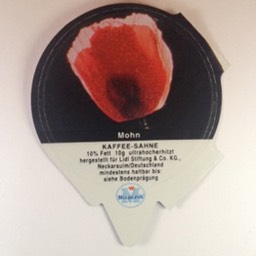 Mohn
KAFFEE-SAHNE
10% Fett 10g ultrahocherhitzt
hergestellt für Lidl Stiftung & Co. KG.,
Neckarsulm/Deutschland
mindestens haltbar bis:
siehe Bodenprägung
Milbona